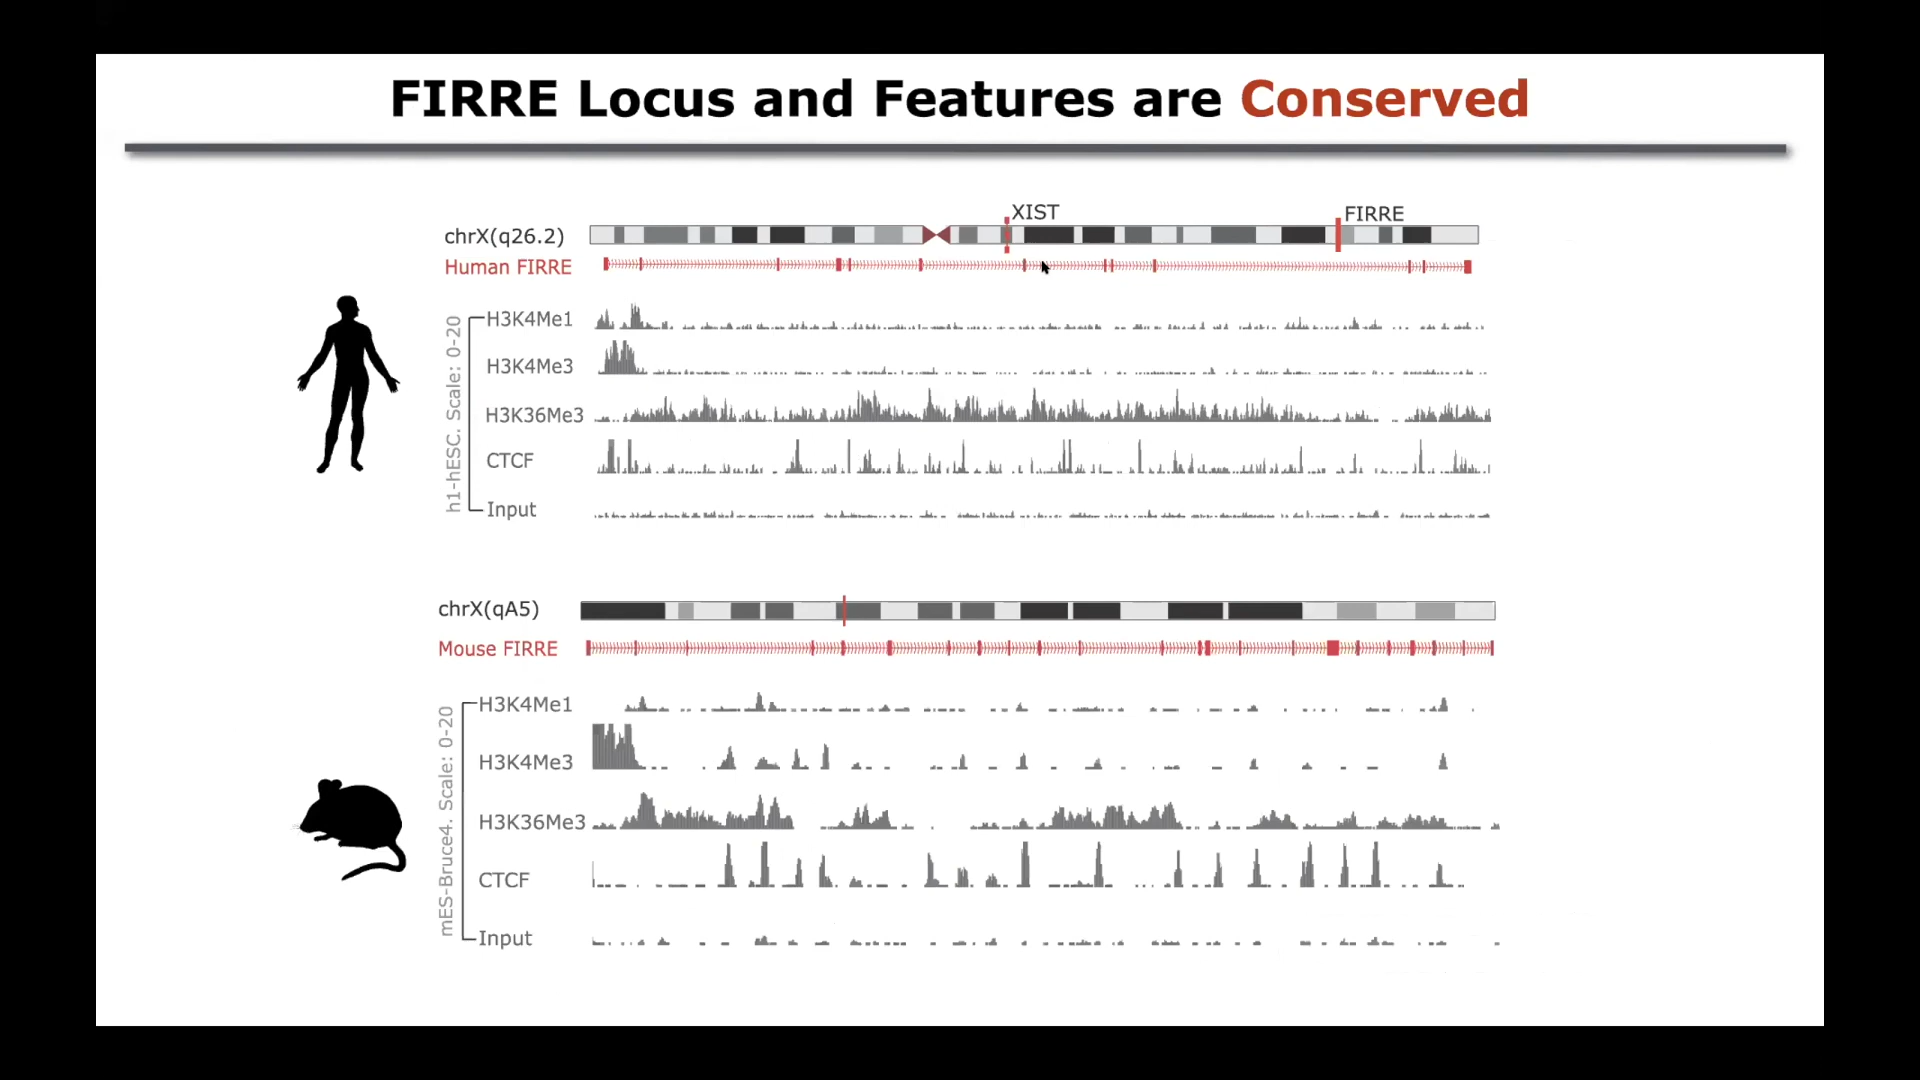 FIRRE Locus and Features are Conserved
XIST
FIRRE
chrX(q26.2)
Human FIRRE
h1-hESC. Scale: 0-20
H3K4Me1
H3K4Me3
H3K36Me3
CTCF
Input
chrX(qA5)
Mouse FIRRE
mES-Bruce4. Scale: 0-20
H3K4Me1
H3K4Me3
H3K36Me3
CTCF
Input